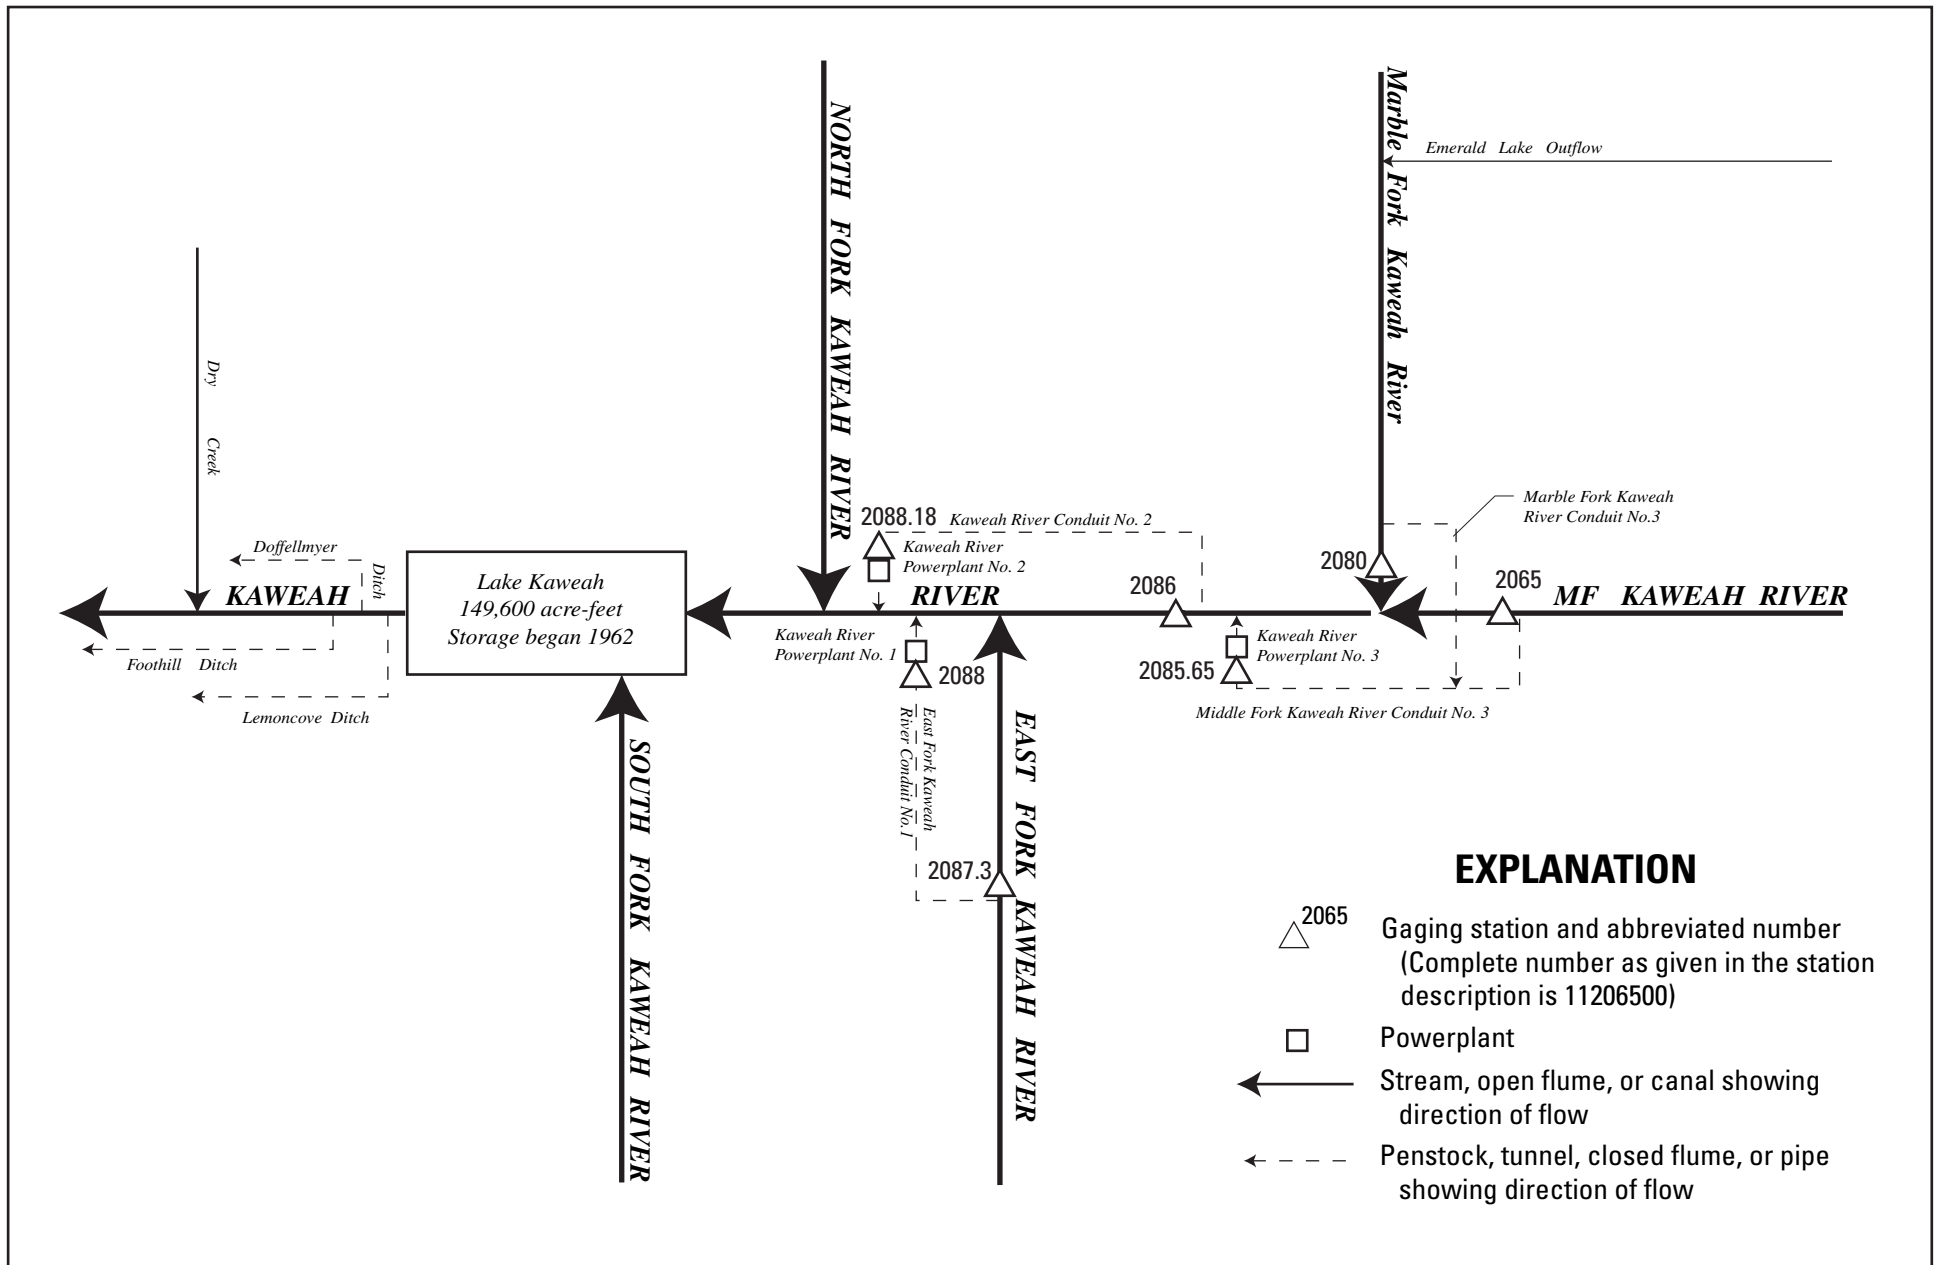 NORTH FORK KAWEAH RIVER
Marble Fork Kaweah River
Emerald Lake Outflow
Dry Creek
2088.18
Kaweah River Conduit No. 2
Kaweah River
Powerplant No. 2
Marble Fork Kaweah
River Conduit No.3
Doffellmyer
Ditch
KAWEAH
Lake Kaweah
149,600 acre-feet
Storage began 1962
RIVER
2086
2080
2065
MF KAWEAH RIVER
Foothill Ditch
Lemoncove Ditch
Kaweah River
Powerplant No. 1
2088
Kaweah River
Powerplant No. 3
2085.65
Middle Fork Kaweah River Conduit No. 3
East Fork Kaweah
River Conduit No.1
2087.3
SOUTH FORK KAWEAH RIVER
EAST FORK KAWEAH RIVER
EXPLANATION
2065
Gaging station and abbreviated number
(Complete number as given in the station
description is 11206500)
Powerplant
Stream, open flume, or canal showing
direction of flow
Penstock, tunnel, closed flume, or pipe
showing direction of flow